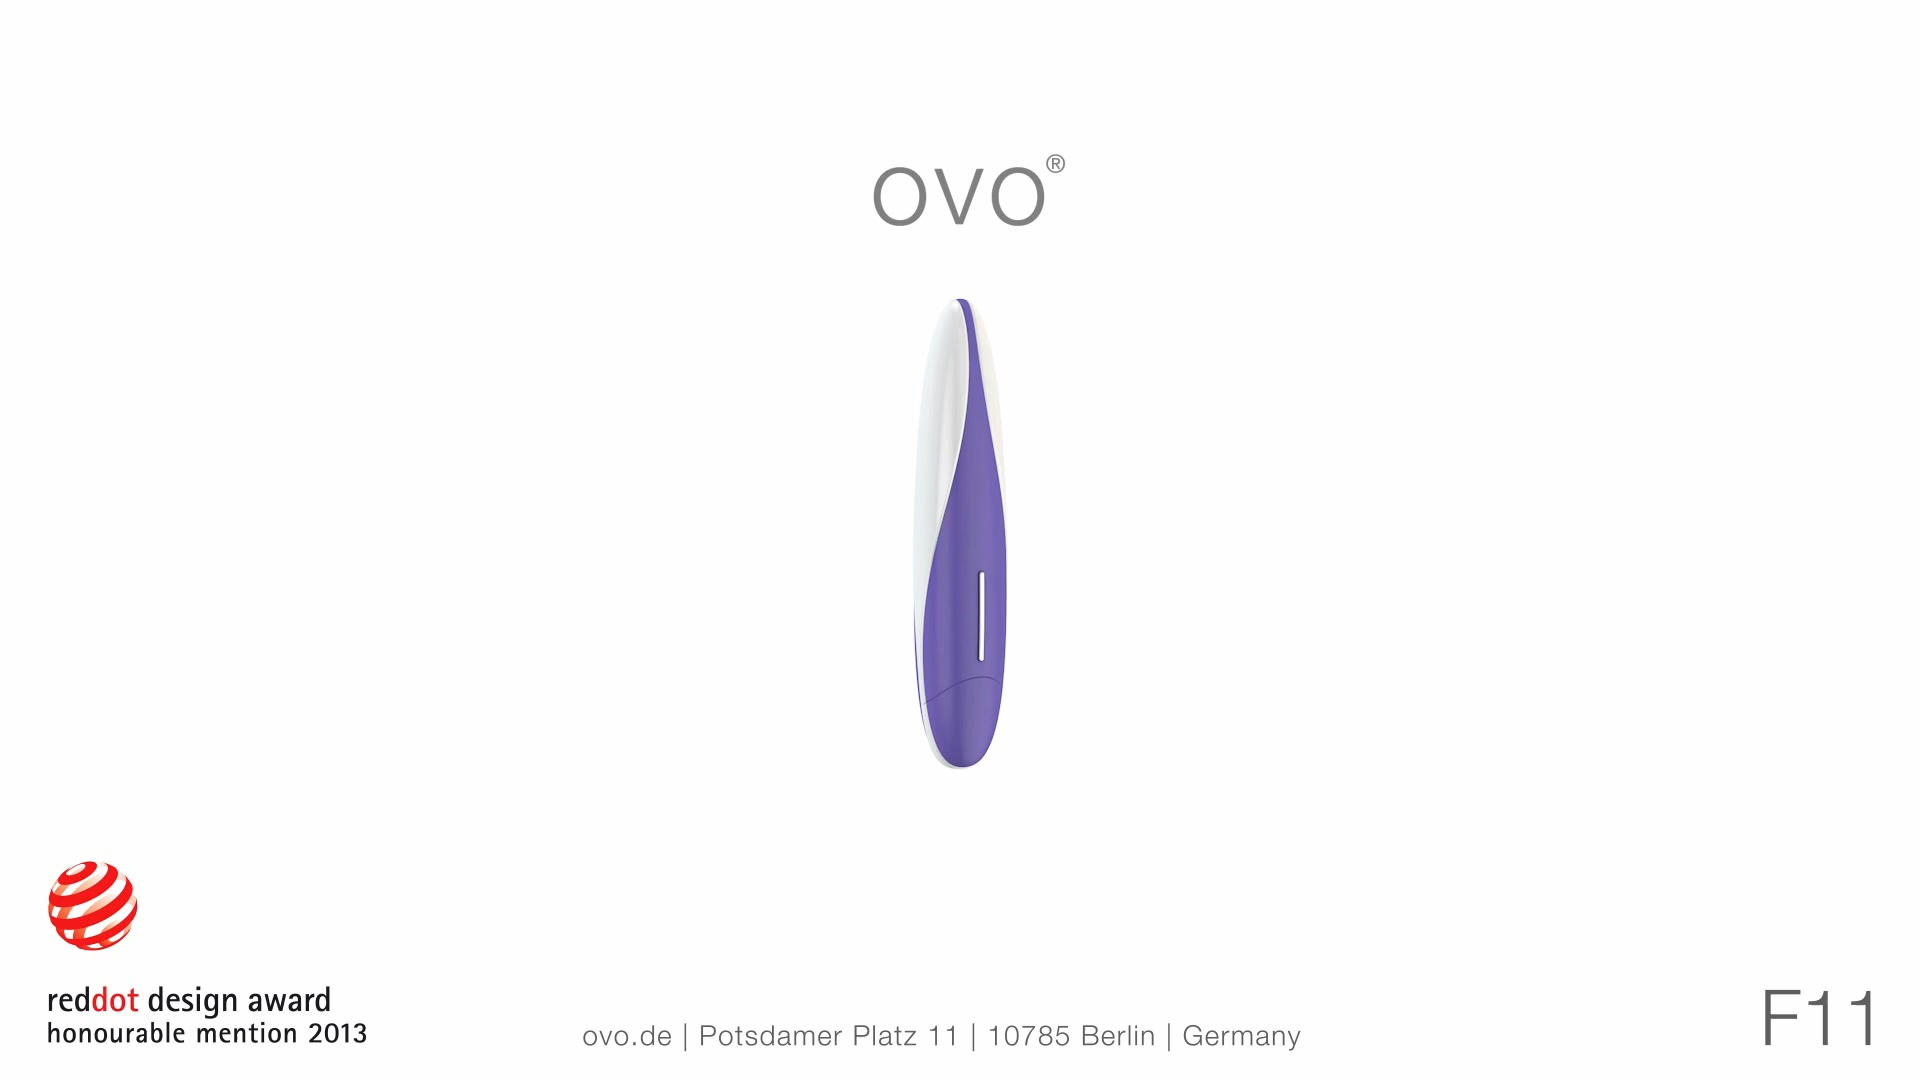 OVO®
reddot design award
honourable mention 2013
ovo.de | Potsdamer Platz 11 | 10785 Berlin | Germany
F11